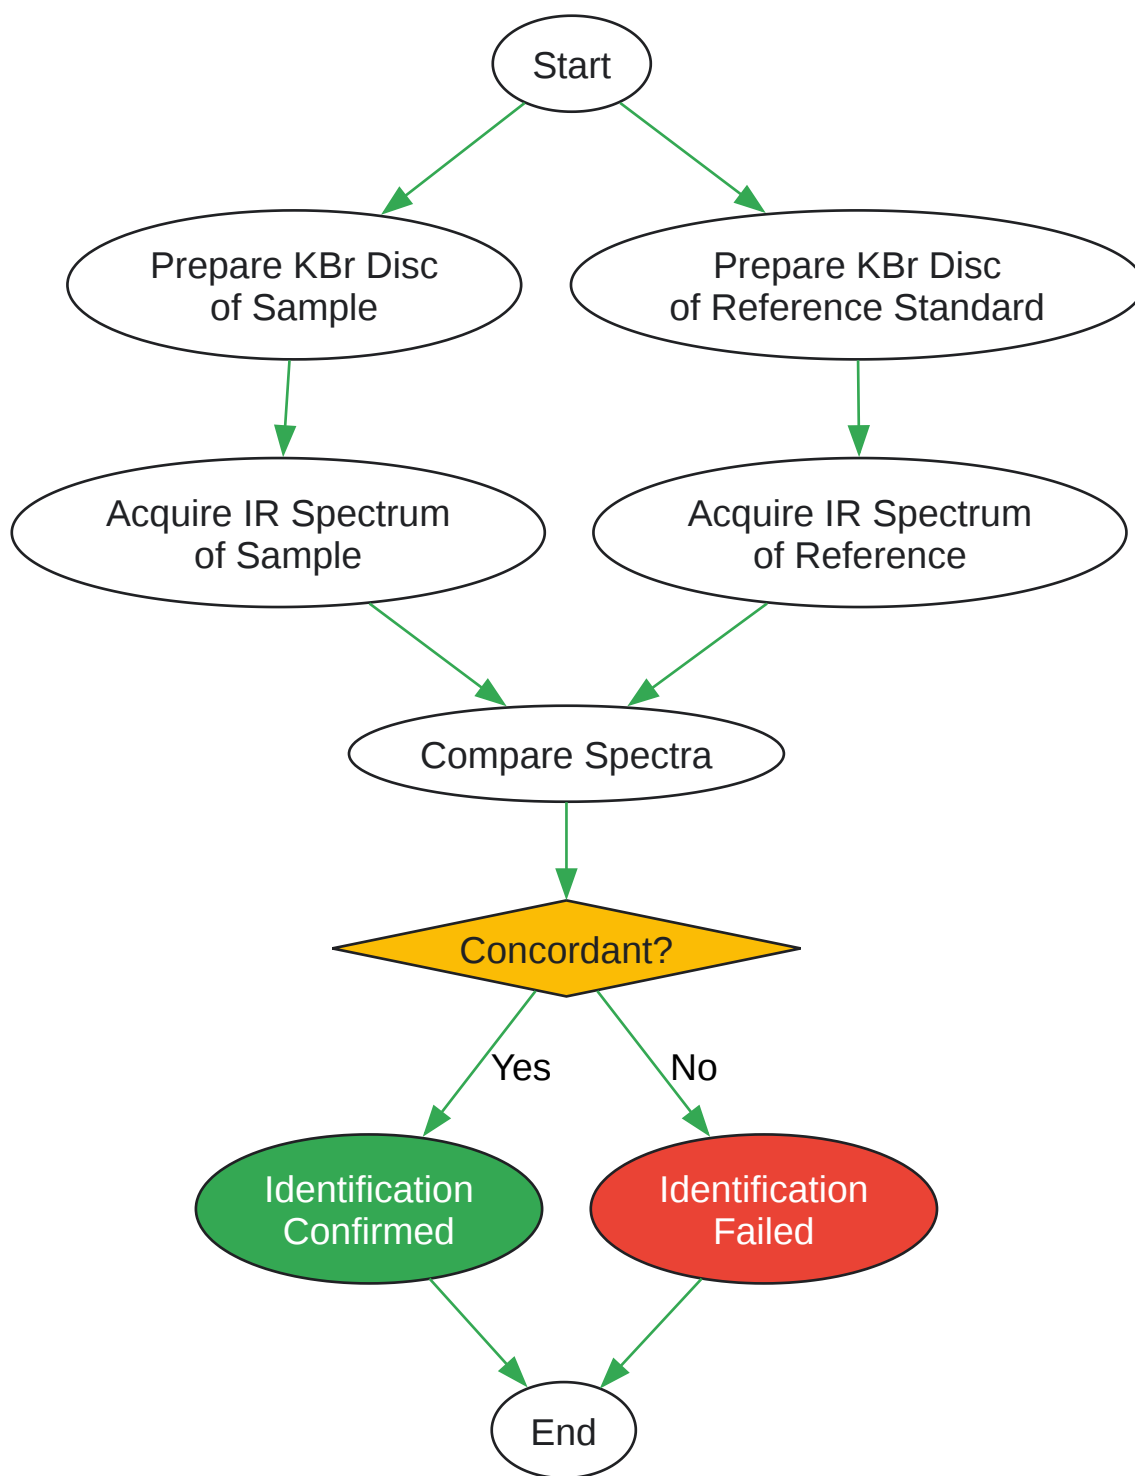 Start
Prepare KBr Disc
of Sample
Prepare KBr Disc
of Reference Standard
Acquire IR Spectrum
of Sample
Acquire IR Spectrum
of Reference
Compare Spectra
Concordant?
Yes
No
Identification
Confirmed
Identification
Failed
End